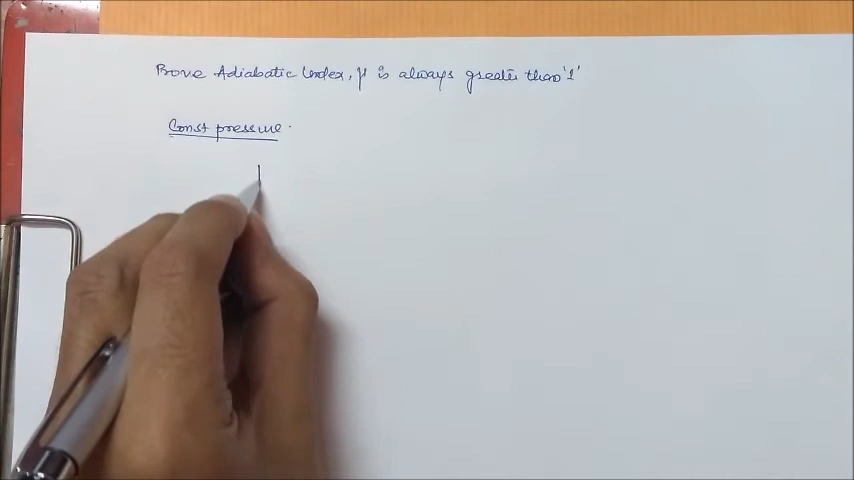 Prove Adiabatic Index, γ is always greater than '1'
Const pressure.